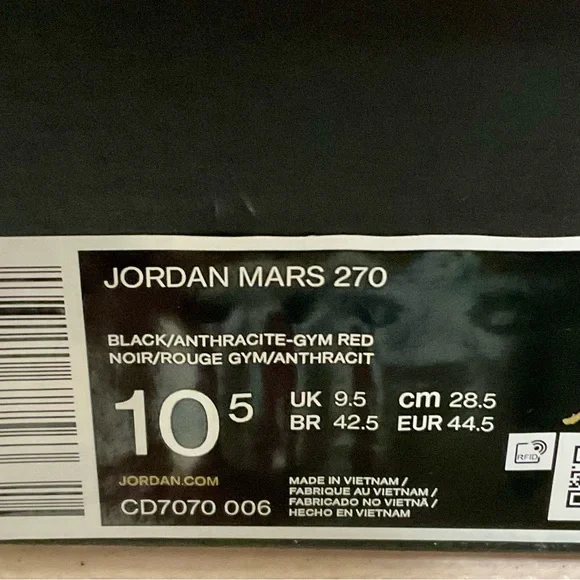 JORDAN MARS 270
BLACK/ANTHRACITE-GYM RED
NOIR/ROUGE GYM/ANTHRACIT
10 5
UK 9.5 cm 28.5
BR 42.5 EUR 44.5
JORDAN.COM
CD7070 006
MADE IN VIETNAM /
FABRIQUE AU VIETNAM /
FABRICADO NO VIETNÃ /
HECHO EN VIETNAM
RFID